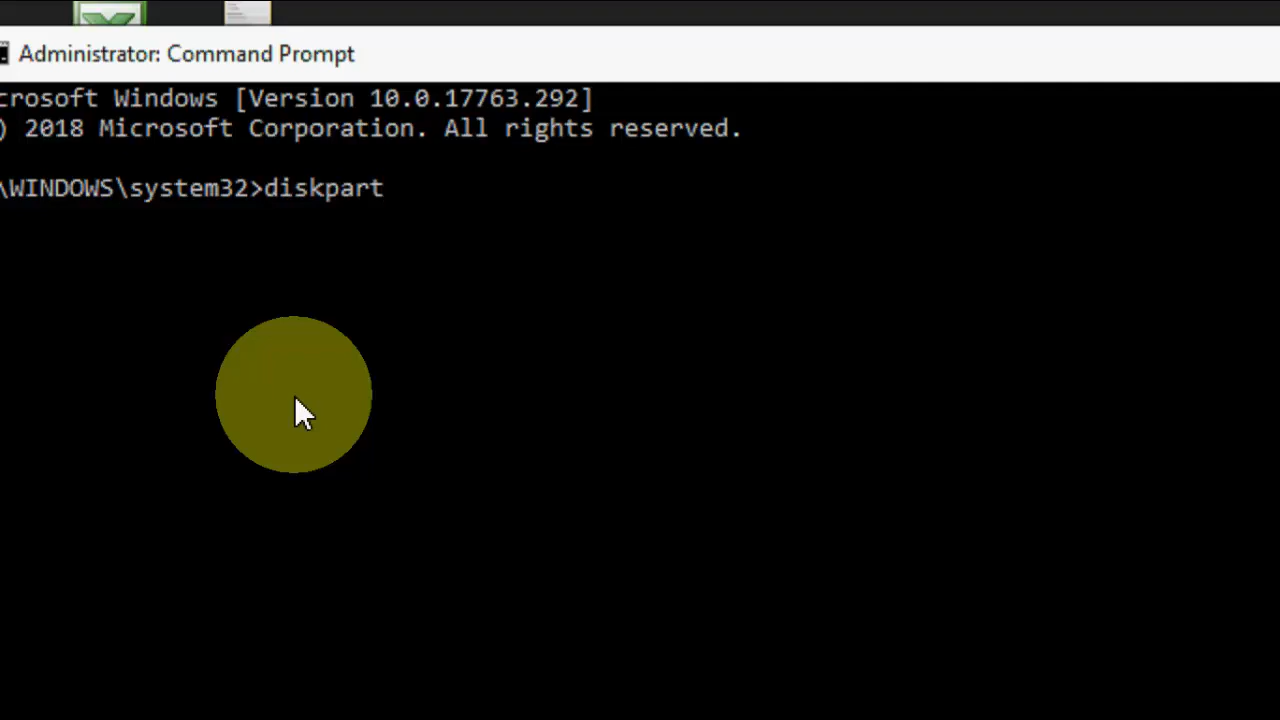 Administrator: Command Prompt
crosoft Windows [Version 10.0.17763.292]
) 2018 Microsoft Corporation. All rights reserved.
\WINDOWS\system32>diskpart